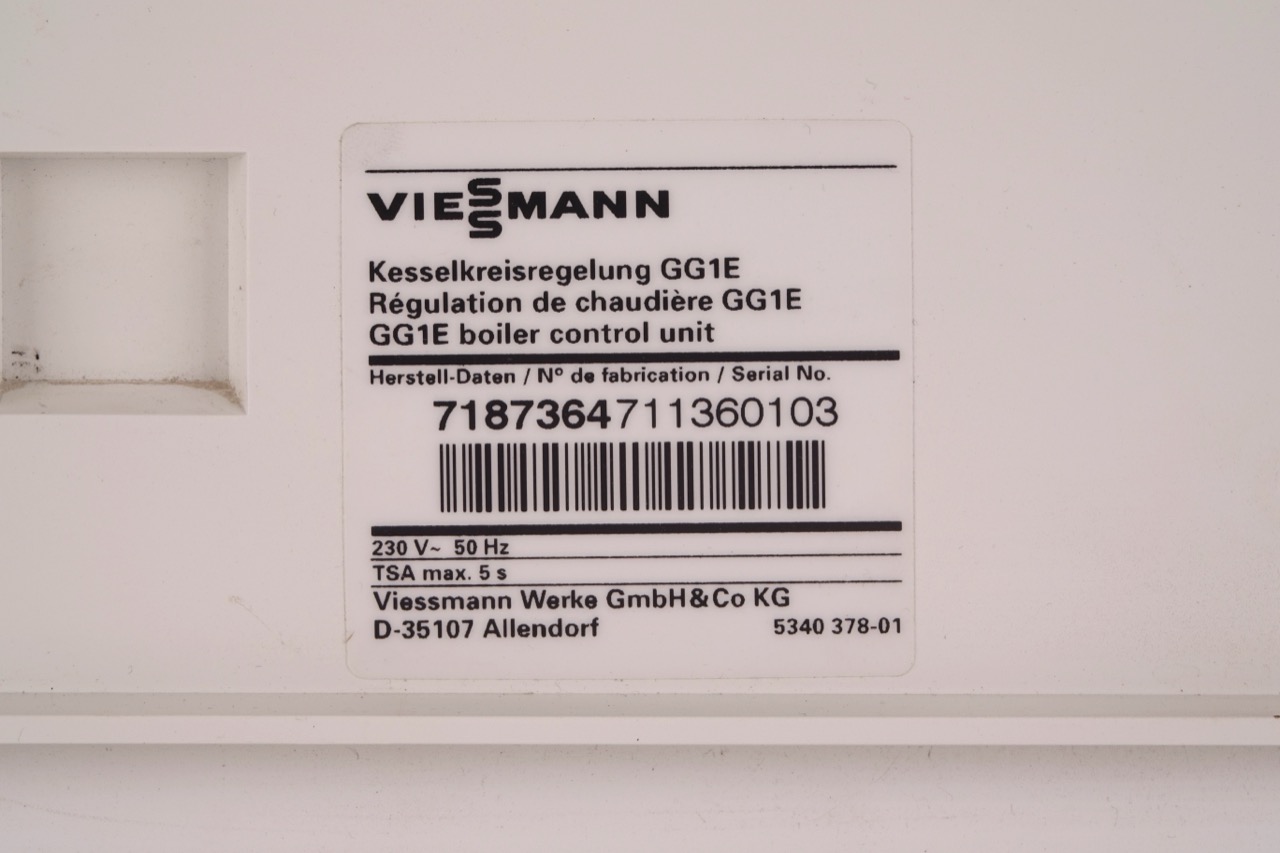 VIESSMANN
Kesselkreisregelung GG1E
Régulation de chaudière GG1E
GG1E boiler control unit
Herstell-Daten / Nº de fabrication / Serial No.
7187364711360103
230 V~ 50 Hz
TSA max. 5 s
Viessmann Werke GmbH&Co KG
D-35107 Allendorf 5340 378-01